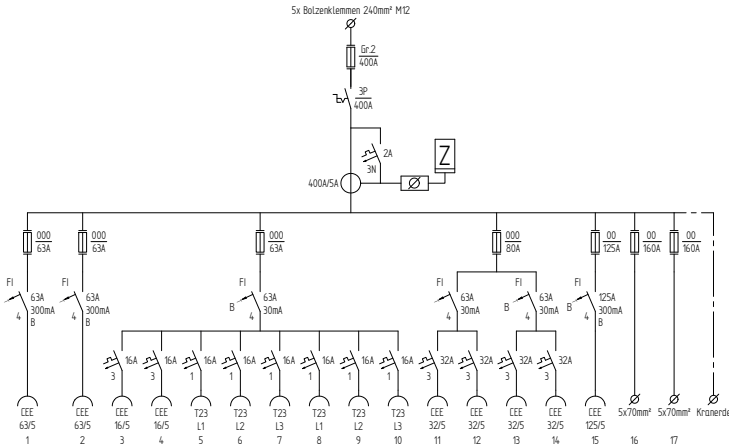 5x Bolzenklemmen 240mm² M12
Gr.2
400A
3P
400A
2A
3N
Z
400A/5A
000
63A
000
63A
000
63A
000
80A
00
125A
00
160A
00
160A
FI
63A
300mA
4
B
FI
63A
300mA
4
B
FI
B
63A
30mA
4
FI
63A
30mA
4
FI
B
63A
30mA
4
FI
B
125A
300mA
4
B
16A
3
16A
3
16A
1
16A
1
16A
1
16A
1
16A
1
16A
1
32A
3
32A
3
32A
3
32A
3
CEE
63/5
1
CEE
63/5
2
CEE
16/5
3
CEE
16/5
4
T23
L1
5
T23
L2
6
T23
L3
7
T23
L1
8
T23
L2
9
T23
L3
10
CEE
32/5
11
CEE
32/5
12
CEE
32/5
13
CEE
32/5
14
CEE
125/5
15
5x70mm²
16
5x70mm²
17
Kranerde